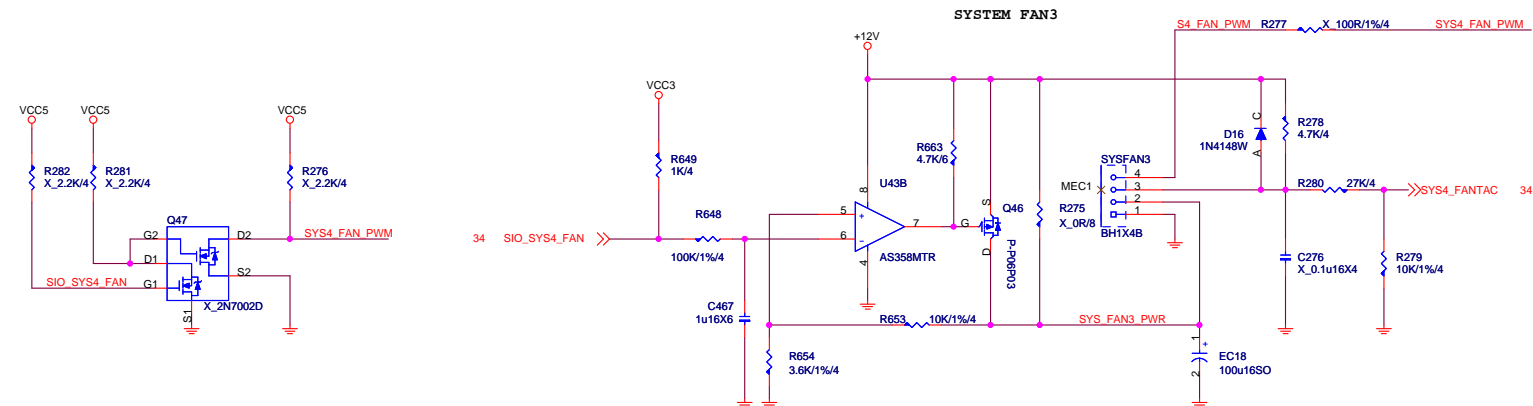 SYSTEM FAN3
S4_FAN_PWM R277 X_100R/1%/4 SYS4_FAN_PWM
+12V
VCC3
VCC5 VCC5 VCC5
R282
X_2.2K/4
R281
X_2.2K/4
R276
X_2.2K/4
Q47
G2 D2 SYS4_FAN_PWM
D1
S2
SIO_SYS4_FAN G1
X_2N7002D
S1
R649
1K/4
34 SIO_SYS4_FAN
R648
100K/1%/4
C467
1u16X6
R663
4.7K/6
U43B
8
5 +
6 -
7
4
AS358MTR
G
S
D
Q46
P-P06P03
R275
X_0R/8
R653 10K/1%/4
R654
3.6K/1%/4
SYS_FAN3_PWR
SYSFAN3
MEC1
4
3
2
1
BH1X4B
C
D16
1N4148W
A
R278
4.7K/4
R280 27K/4 SYS4_FANTAC 34
C276
X_0.1u16X4
R279
10K/1%/4
1 +
EC18
100u16SO
2